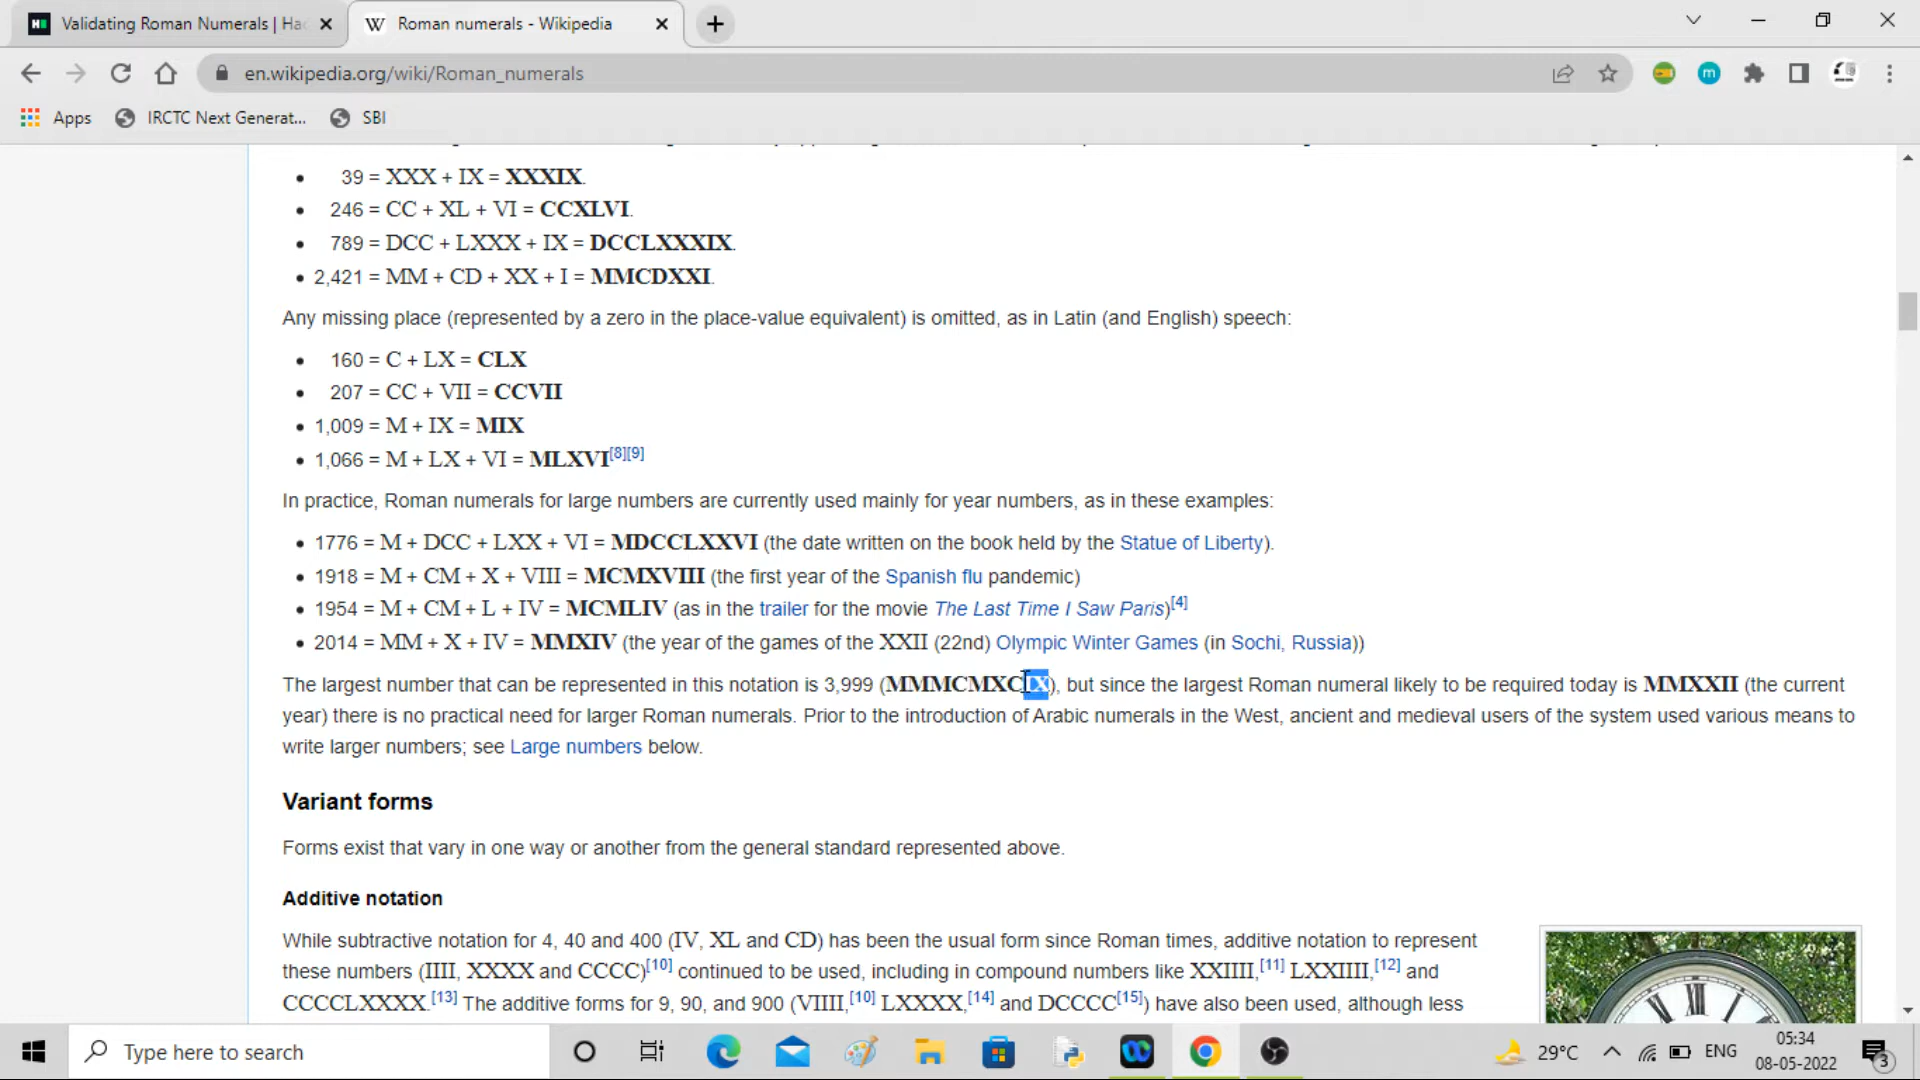 Validating Roman Numerals | Hac
Roman numerals - Wikipedia
en.wikipedia.org/wiki/Roman_numerals
m
Apps
IRCTC Next Generat...
SBI
39 = XXX + IX = XXXIX.
246 = CC + XL + VI = CCXLVI.
789 = DCC + LXXX + IX = DCCLXXXIX.
2,421 = MM + CD + XX + I = MMCDXXI.
Any missing place (represented by a zero in the place-value equivalent) is omitted, as in Latin (and English) speech:
160 = C + LX = CLX
207 = CC + VII = CCVII
1,009 = M + IX = MIX
1,066 = M + LX + VI = MLXVI[8][9]
In practice, Roman numerals for large numbers are currently used mainly for year numbers, as in these examples:
1776 = M + DCC + LXX + VI = MDCCLXXVI (the date written on the book held by the Statue of Liberty).
1918 = M + CM + X + VIII = MCMXVIII (the first year of the Spanish flu pandemic)
1954 = M + CM + L + IV = MCMLIV (as in the trailer for the movie The Last Time I Saw Paris)[4]
2014 = MM + X + IV = MMXIV (the year of the games of the XXII (22nd) Olympic Winter Games (in Sochi, Russia))
The largest number that can be represented in this notation is 3,999 (MMMCMXCIX), but since the largest Roman numeral likely to be required today is MMXXII (the current
year) there is no practical need for larger Roman numerals. Prior to the introduction of Arabic numerals in the West, ancient and medieval users of the system used various means to
write larger numbers; see Large numbers below.
Variant forms
Forms exist that vary in one way or another from the general standard represented above.
Additive notation
While subtractive notation for 4, 40 and 400 (IV, XL and CD) has been the usual form since Roman times, additive notation to represent
these numbers (IIII, XXXX and CCCC)[10] continued to be used, including in compound numbers like XXIIII,[11] LXXIIII,[12] and
CCCCLXXXX.[13] The additive forms for 9, 90, and 900 (VIIII,[10] LXXXX,[14] and DCCCC[15]) have also been used, although less
Type here to search
29°C
ENG
05:34
08-05-2022
3